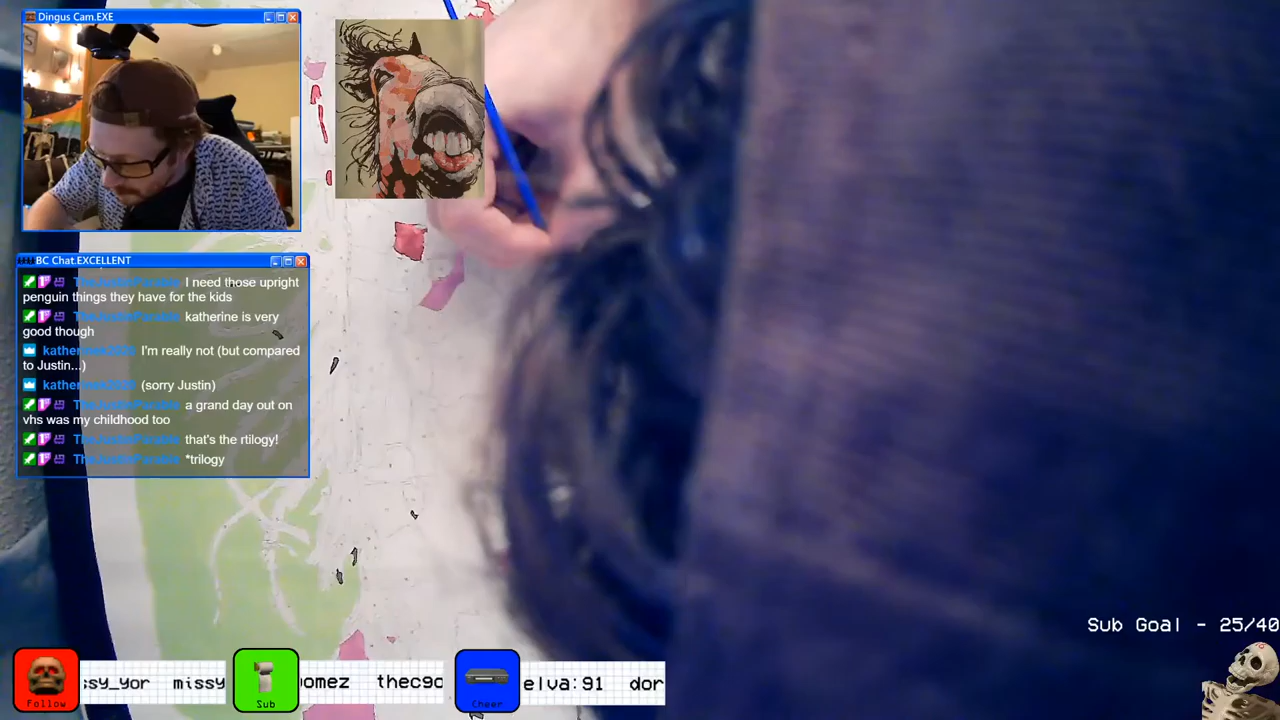 Dingus Cam.EXE
BC Chat.EXCELLENT
I need those upright
penguin things they have for the kids
katherine is very
good though
I'm really not (but compared
to Justin...)
(sorry Justin)
a grand day out on
vhs was my childhood too
that's the rtilogy!
*trilogy
Sub Goal - 25/40
ssy_yor missy
omez thec9d
elva:91 dor
Follow
Sub
Cheer